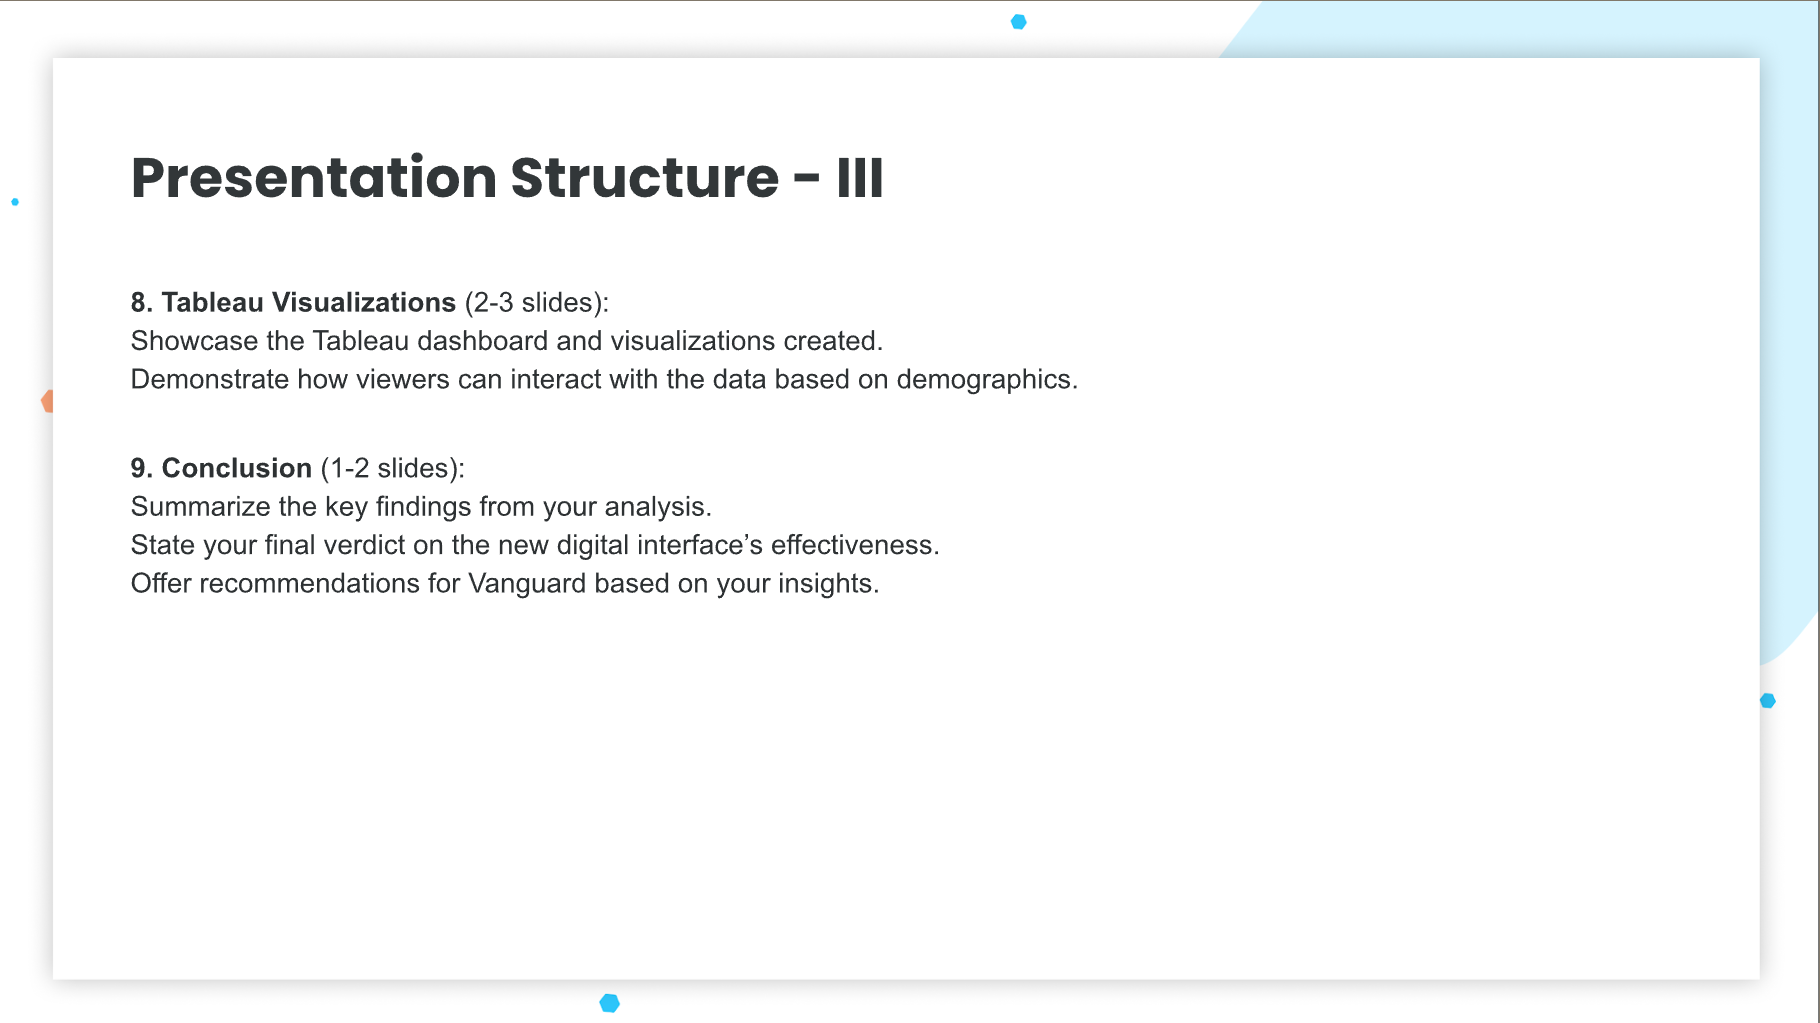 Presentation Structure - III
8. Tableau Visualizations (2-3 slides):
Showcase the Tableau dashboard and visualizations created.
Demonstrate how viewers can interact with the data based on demographics.
9. Conclusion (1-2 slides):
Summarize the key findings from your analysis.
State your final verdict on the new digital interface’s effectiveness.
Offer recommendations for Vanguard based on your insights.